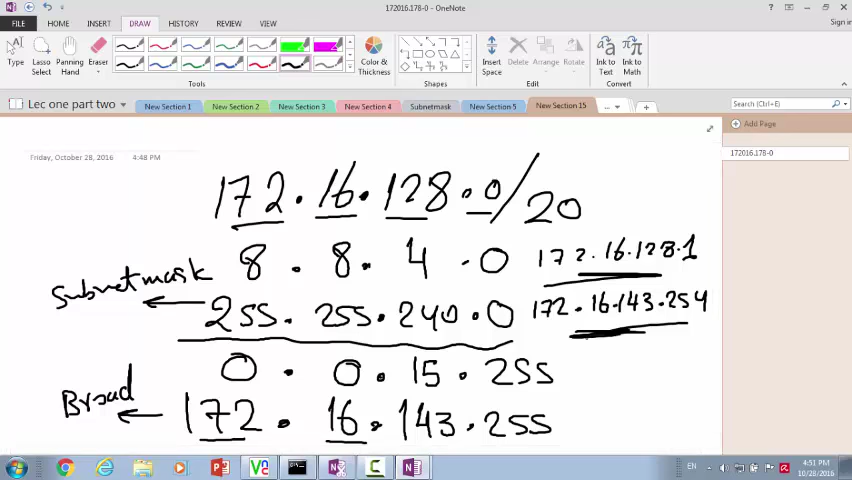 172016.178-0 - OneNote
FILE HOME INSERT DRAW HISTORY REVIEW VIEW
Sign in
Type Lasso Select Panning Hand Eraser
Color & Thickness
Insert Space Delete Arrange Rotate
Ink to Text Ink to Math
Tools Shapes Edit Convert
Lec one part two New Section 1 New Section 2 New Section 3 New Section 4 Subnetmask New Section 5 New Section 15 ... Search (Ctrl+E)
Add Page
172016.178-0
Friday, October 28, 2016 4:48 PM
172.16.128.0/20
8.8.4.0
172.16.128.1
Subnetmask
255.255.240.0
172.16.143.254
0.0.15.255
Broad
172.16.143.255
EN 4:51 PM
10/28/2016